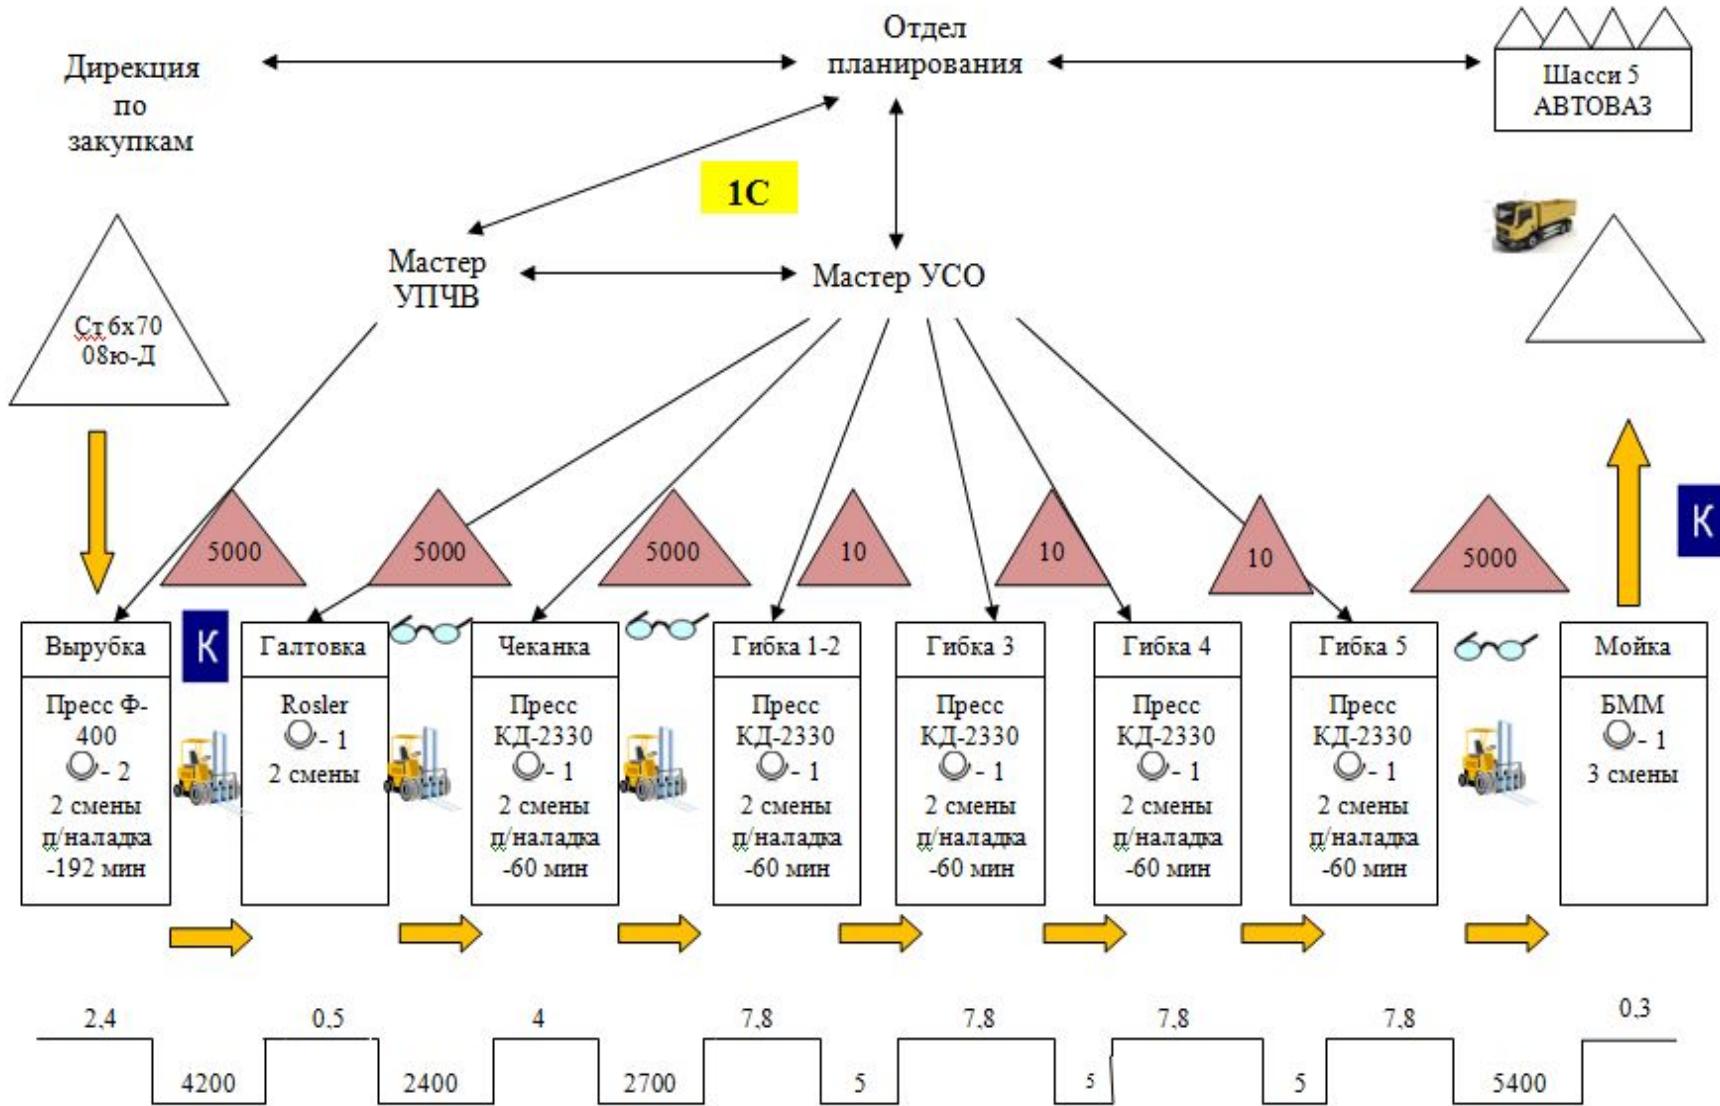 Отдел
планирования
Дирекция
по
закупкам
Шасси 5
АВТОВАЗ
1С
Мастер
УПЧВ
Мастер УСО
Ст 6х70
08ю-Д
5000
5000
5000
10
10
10
5000
К
К
Вырубка
Пресс Ф-
400
- 2
2 смены
п/наладка
-192 мин
Галтовка
Rosler
- 1
2 смены
Чеканка
Пресс
КД-2330
- 1
2 смены
п/наладка
-60 мин
Гибка 1-2
Пресс
КД-2330
- 1
2 смены
п/наладка
-60 мин
Гибка 3
Пресс
КД-2330
- 1
2 смены
п/наладка
-60 мин
Гибка 4
Пресс
КД-2330
- 1
2 смены
п/наладка
-60 мин
Гибка 5
Пресс
КД-2330
- 1
2 смены
п/наладка
-60 мин
Мойка
БММ
- 1
3 смены
2,4
0,5
4
7,8
7,8
7,8
7,8
0,3
4200
2400
2700
5
5
5
5400